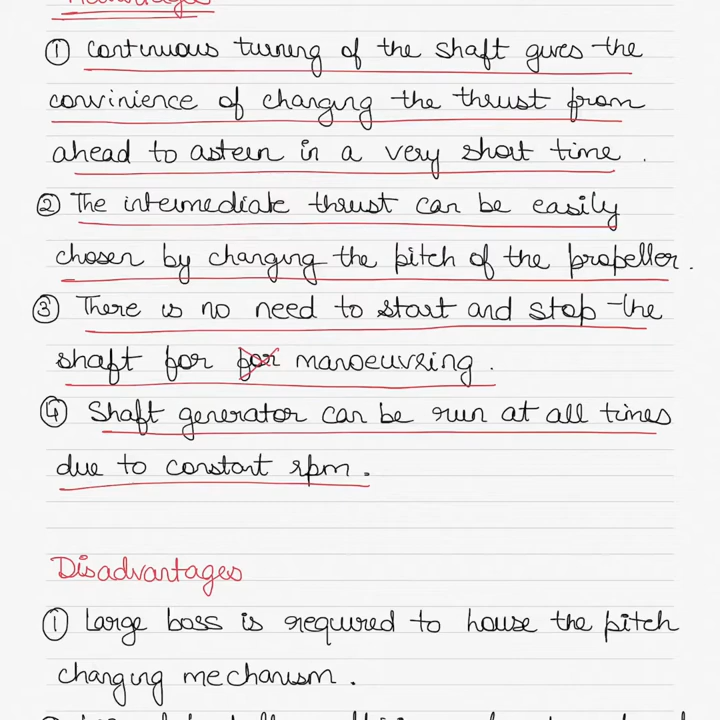 Advantages
① Continuous turning of the shaft gives the
convinience of changing the thrust from
ahead to astern in a very short time .
② The intermediate thrust can be easily
chosen by changing the pitch of the propeller .
③ There is no need to start and stop the
shaft for for manoeuvring .
④ Shaft generator can be run at all times
due to constant rpm .
Disadvantages
① Large boss is required to house the pitch
changing mechanism .